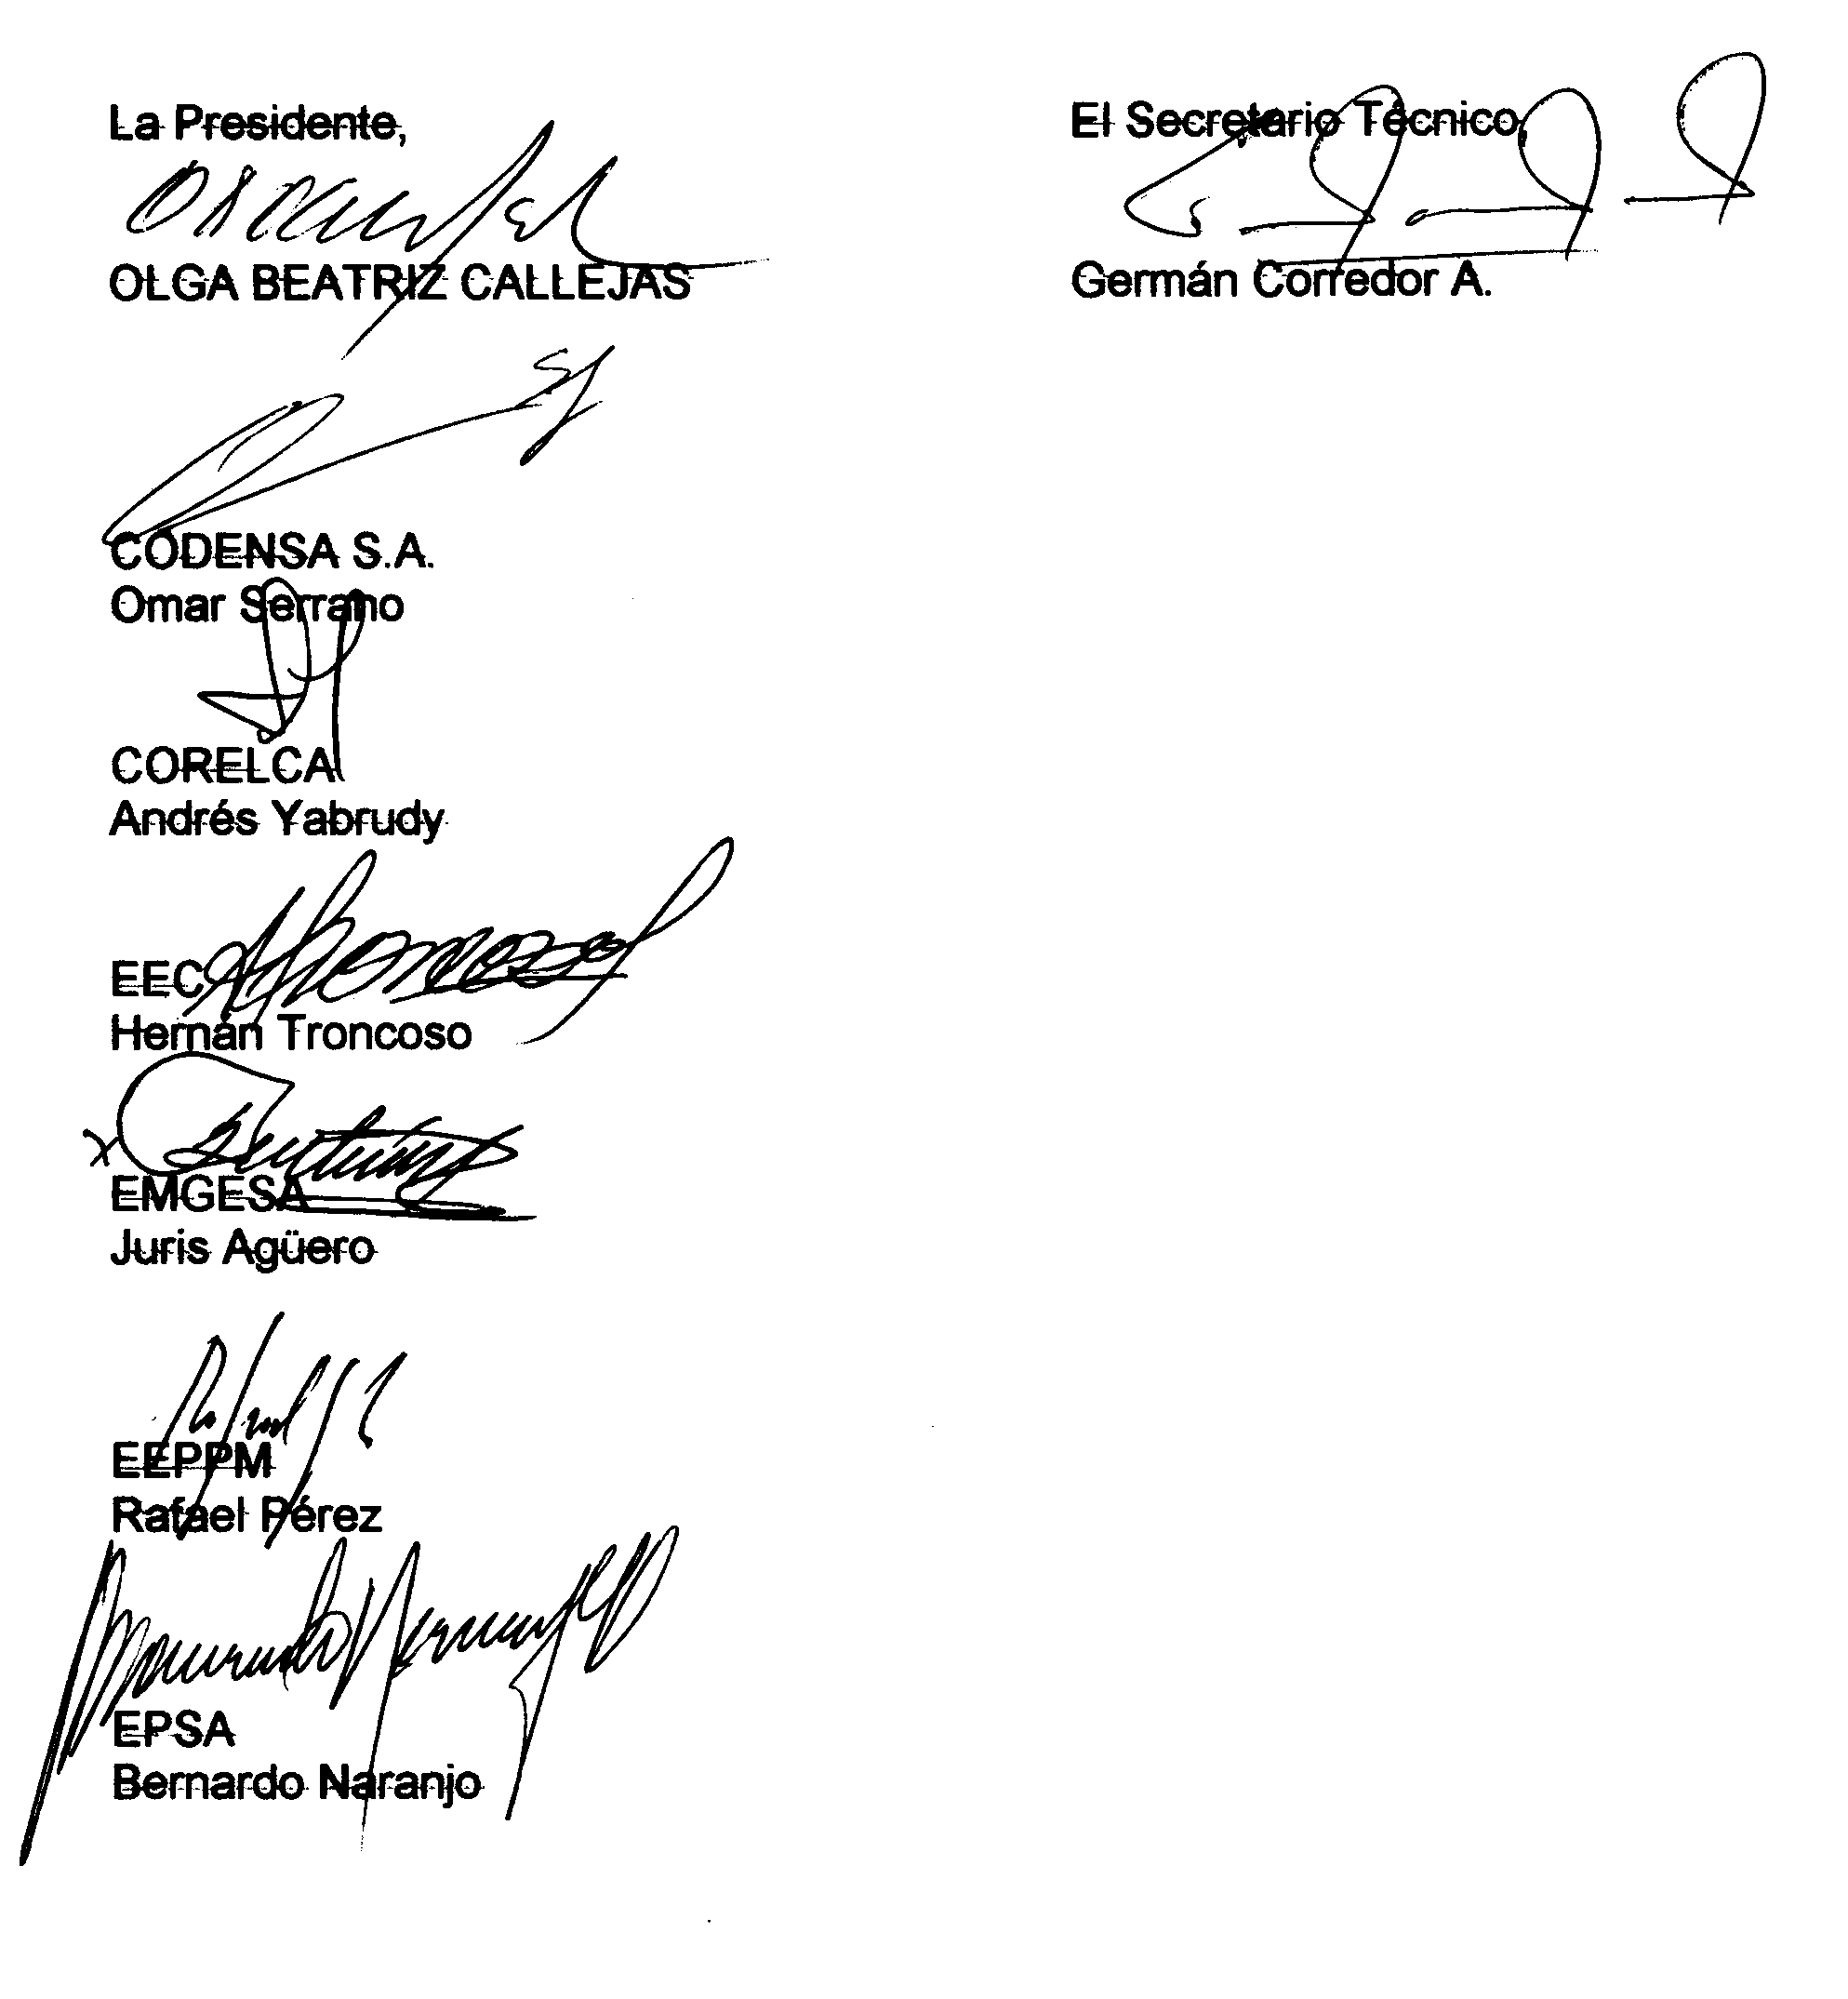 La Presidente,
OLGA BEATRIZ CALLEJAS
El Secretario Técnico,
Germán Corredor A.
CODENSA S.A.
Omar Serrano
CORELCA
Andrés Yabrudy
EEC
Hernán Troncoso
EMGESA
Juris Agüero
EEPPM
Rafael Pérez
EPSA
Bernardo Naranjo